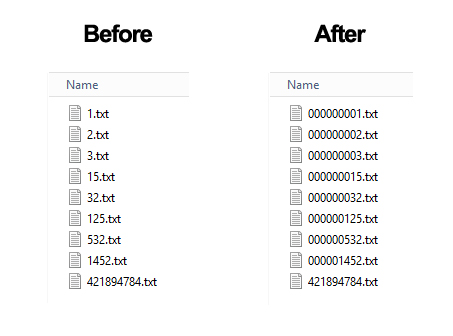 Before After
Name Name
1.txt 000000001.txt
2.txt 000000002.txt
3.txt 000000003.txt
15.txt 000000015.txt
32.txt 000000032.txt
125.txt 000000125.txt
532.txt 000000532.txt
1452.txt 000001452.txt
421894784.txt 421894784.txt